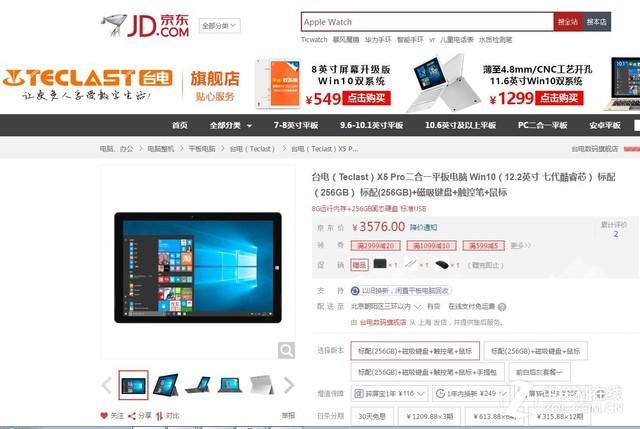 JD.COM 京东
全部分类
Apple Watch
搜全站
搜本店
Ticwatch 暴风魔镜 华为手环 智能手环 vr 儿童电话表 水质检测笔
TECLAST 台电
让更多人享受数字生活!
旗舰店
贴心服务
8英寸屏幕升级版
Win10双系统
¥549 点击购买
薄至4.8mm/CNC工艺开孔
11.6英寸Win10双系统
¥1299 点击购买
首页 全部分类 7-8英寸平板 9.6-10.1英寸平板 10.6英寸及以上平板 PC二合一平板 安卓平板
电脑、办公 > 电脑整机 > 平板电脑 > 台电(Teclast) > 台电(Teclast)X5 P...
台电数码旗舰店
台电(Teclast)X5 Pro二合一平板电脑 Win10(12.2英寸 七代酷睿芯) 标配
(256GB) 标配(256GB)+磁吸键盘+触控笔+鼠标
8G运行内存+256GB固态硬盘 标准USB
京东价 ¥3576.00 降价通知
累计评价
2
满2999减20 满1099减10 满599减5 更多>>
促销 赠品 ×1 ×1 ×1 (赠完即止)
支持 以旧换新,闲置平板电脑回收
配送至 北京朝阳区三环以内 有货 在线支付免运费
由 台电数码旗舰店 从 上海 发货,并提供售后服务.
选择版本 标配(256GB)+磁吸键盘+触控笔+鼠标 标配(256GB)+磁吸键盘+鼠标
标配(256GB)+磁吸键盘+触控笔+鼠标+手提包 前白后灰套餐一
增值保障 碎屏宝1年 ¥116 1年内换新 ¥249
白条分期 30天免息 ¥1209.88×3期 ¥613.88×6期 ¥315.88×12期
关注 分享 对比 举报
ZOL.COM.CN